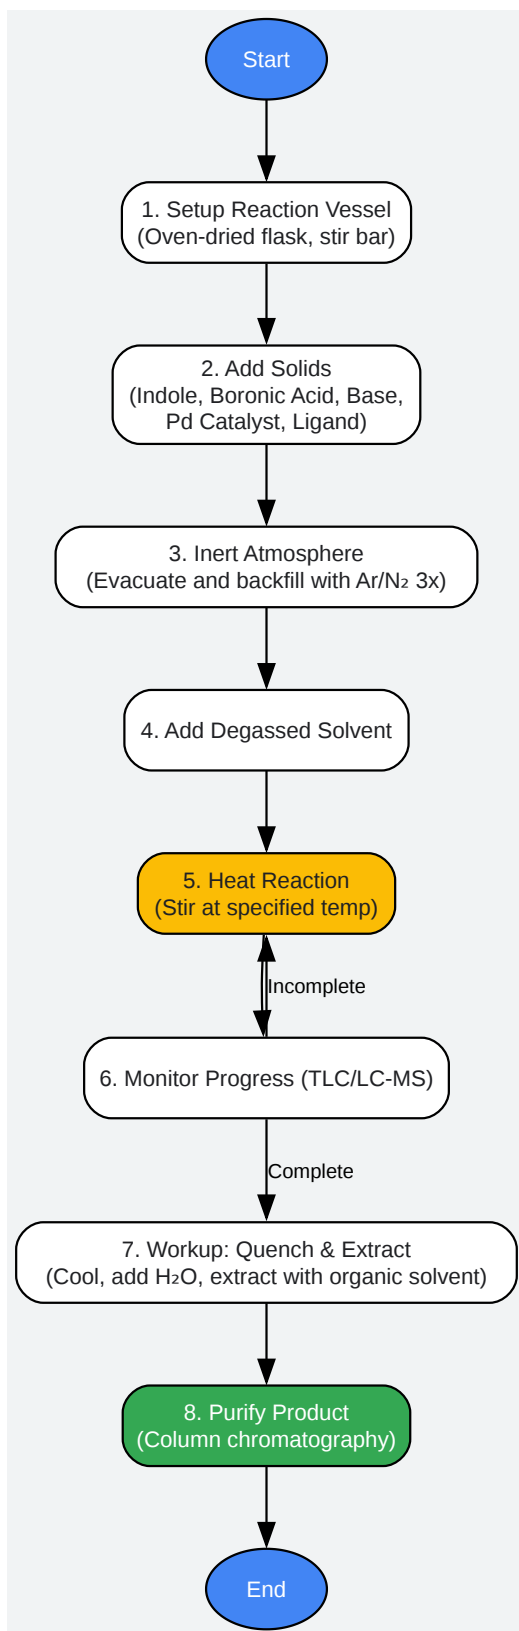 Start
1. Setup Reaction Vessel
(Oven-dried flask, stir bar)
2. Add Solids
(Indole, Boronic Acid, Base,
Pd Catalyst, Ligand)
3. Inert Atmosphere
(Evacuate and backfill with Ar/N₂ 3x)
4. Add Degassed Solvent
5. Heat Reaction
(Stir at specified temp)
Incomplete
6. Monitor Progress (TLC/LC-MS)
Complete
7. Workup: Quench & Extract
(Cool, add H₂O, extract with organic solvent)
8. Purify Product
(Column chromatography)
End